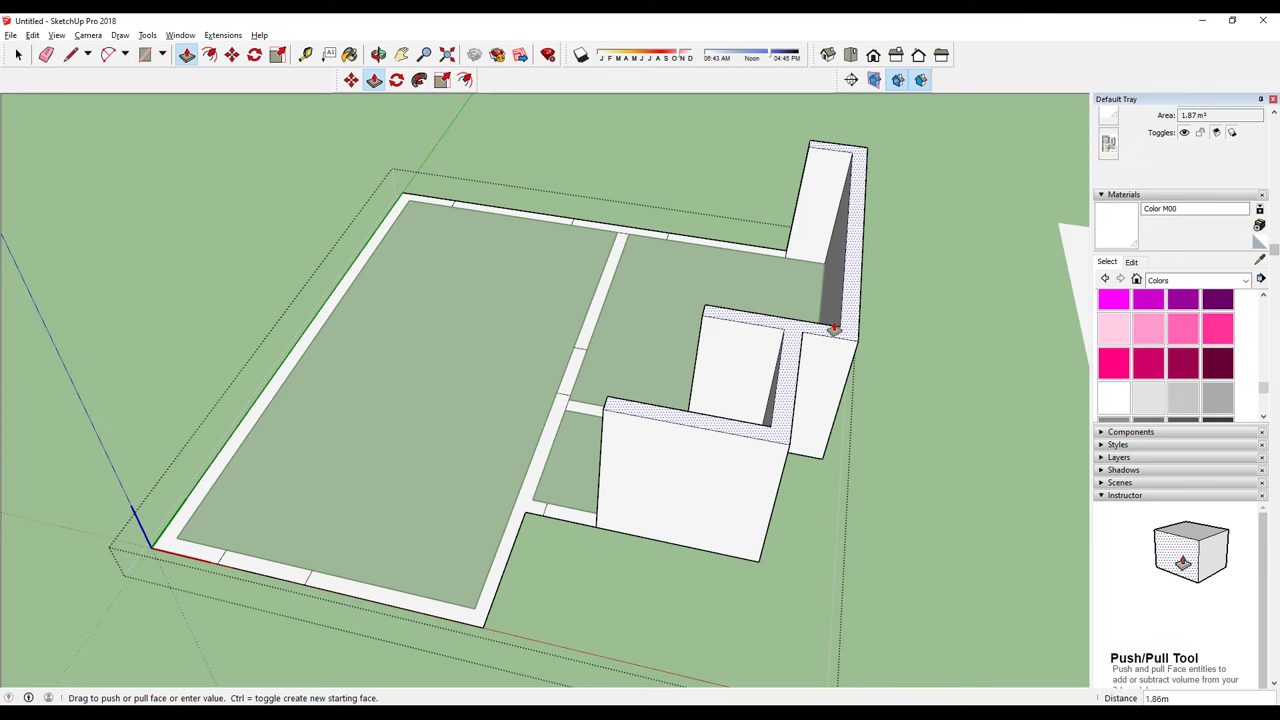 Untitled - SketchUp Pro 2018
File Edit View Camera Draw Tools Window Extensions Help
J F M A M J J A S O N D
06:43 AM Noon 04:45 PM
Default Tray
Area: 1.87 m²
Toggles:
Materials
Color M00
Select Edit
Colors
Components
Styles
Layers
Shadows
Scenes
Instructor
Push/Pull Tool
Push and pull Face entities to
add or subtract volume from your
Drag to push or pull face or enter value. Ctrl = toggle create new starting face.
Distance 1.86m